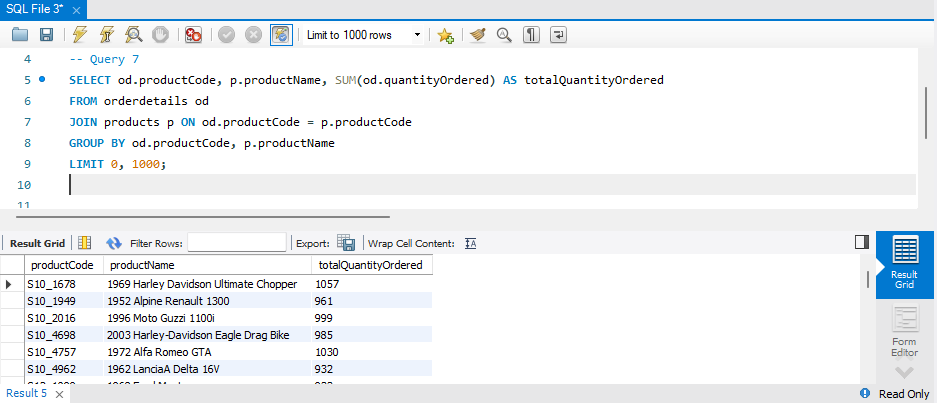 SQL File 3*
Limit to 1000 rows
4 -- Query 7
5 SELECT od.productCode, p.productName, SUM(od.quantityOrdered) AS totalQuantityOrdered
6 FROM orderdetails od
7 JOIN products p ON od.productCode = p.productCode
8 GROUP BY od.productCode, p.productName
9 LIMIT 0, 1000;
10
11
Result Grid Filter Rows: Export: Wrap Cell Content:
productCode productName totalQuantityOrdered
S10_1678 1969 Harley Davidson Ultimate Chopper 1057
S10_1949 1952 Alpine Renault 1300 961
S10_2016 1996 Moto Guzzi 1100i 999
S10_4698 2003 Harley-Davidson Eagle Drag Bike 985
S10_4757 1972 Alfa Romeo GTA 1030
S10_4962 1962 LanciaA Delta 16V 932
Result
Grid
Form
Editor
Result 5
Read Only